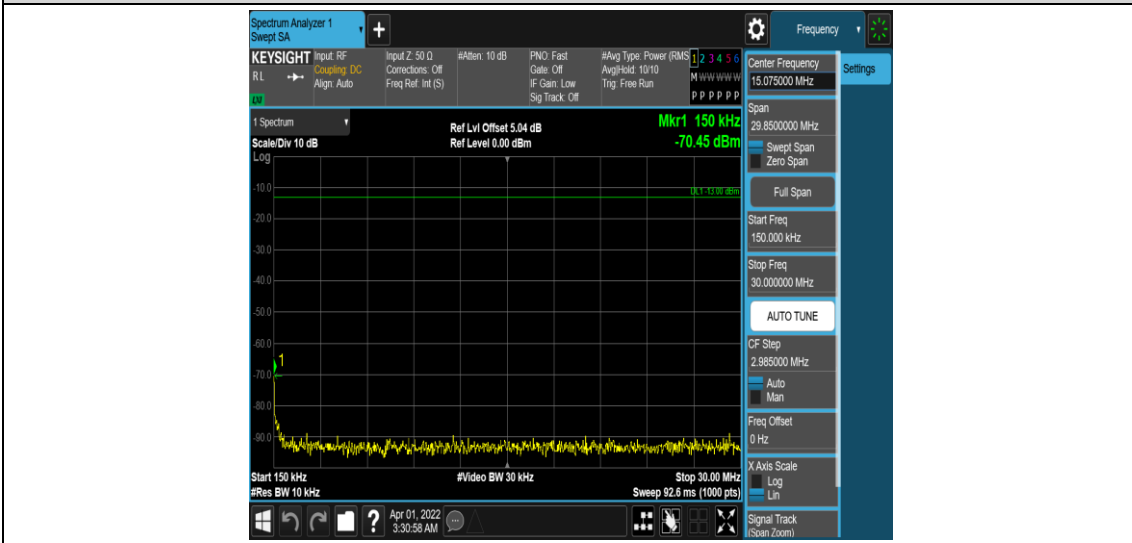 Spectrum Analyzer 1
Swept SA
Frequency
KEYSIGHT
R L
LXI
Input: RF
Coupling: DC
Align: Auto
Input Z: 50 Ω
Corrections: Off
Freq Ref: Int (S)
#Atten: 10 dB
PNO: Fast
Gate: Off
IF Gain: Low
Sig Track: Off
#Avg Type: Power (RMS
Avg|Hold: 10/10
Trig: Free Run
1 2 3 4 5 6
M W W W W W
P P P P P P
1 Spectrum
Scale/Div 10 dB
Log
Ref Lvl Offset 5.04 dB
Ref Level 0.00 dBm
Mkr1 150 kHz
-70.45 dBm
DL1 -13.00 dBm
-10.0
-20.0
-30.0
-40.0
-50.0
-60.0
1
-70.0
-80.0
-90.0
Start 150 kHz
#Video BW 30 kHz
Stop 30.00 MHz
#Res BW 10 kHz
Sweep 92.6 ms (1000 pts)
?
Apr 01, 2022
3:30:58 AM
Center Frequency
15.075000 MHz
Settings
Span
29.8500000 MHz
Swept Span
Zero Span
Full Span
Start Freq
150.000 kHz
Stop Freq
30.000000 MHz
AUTO TUNE
CF Step
2.985000 MHz
Auto
Man
Freq Offset
0 Hz
X Axis Scale
Log
Lin
Signal Track
(Span Zoom)